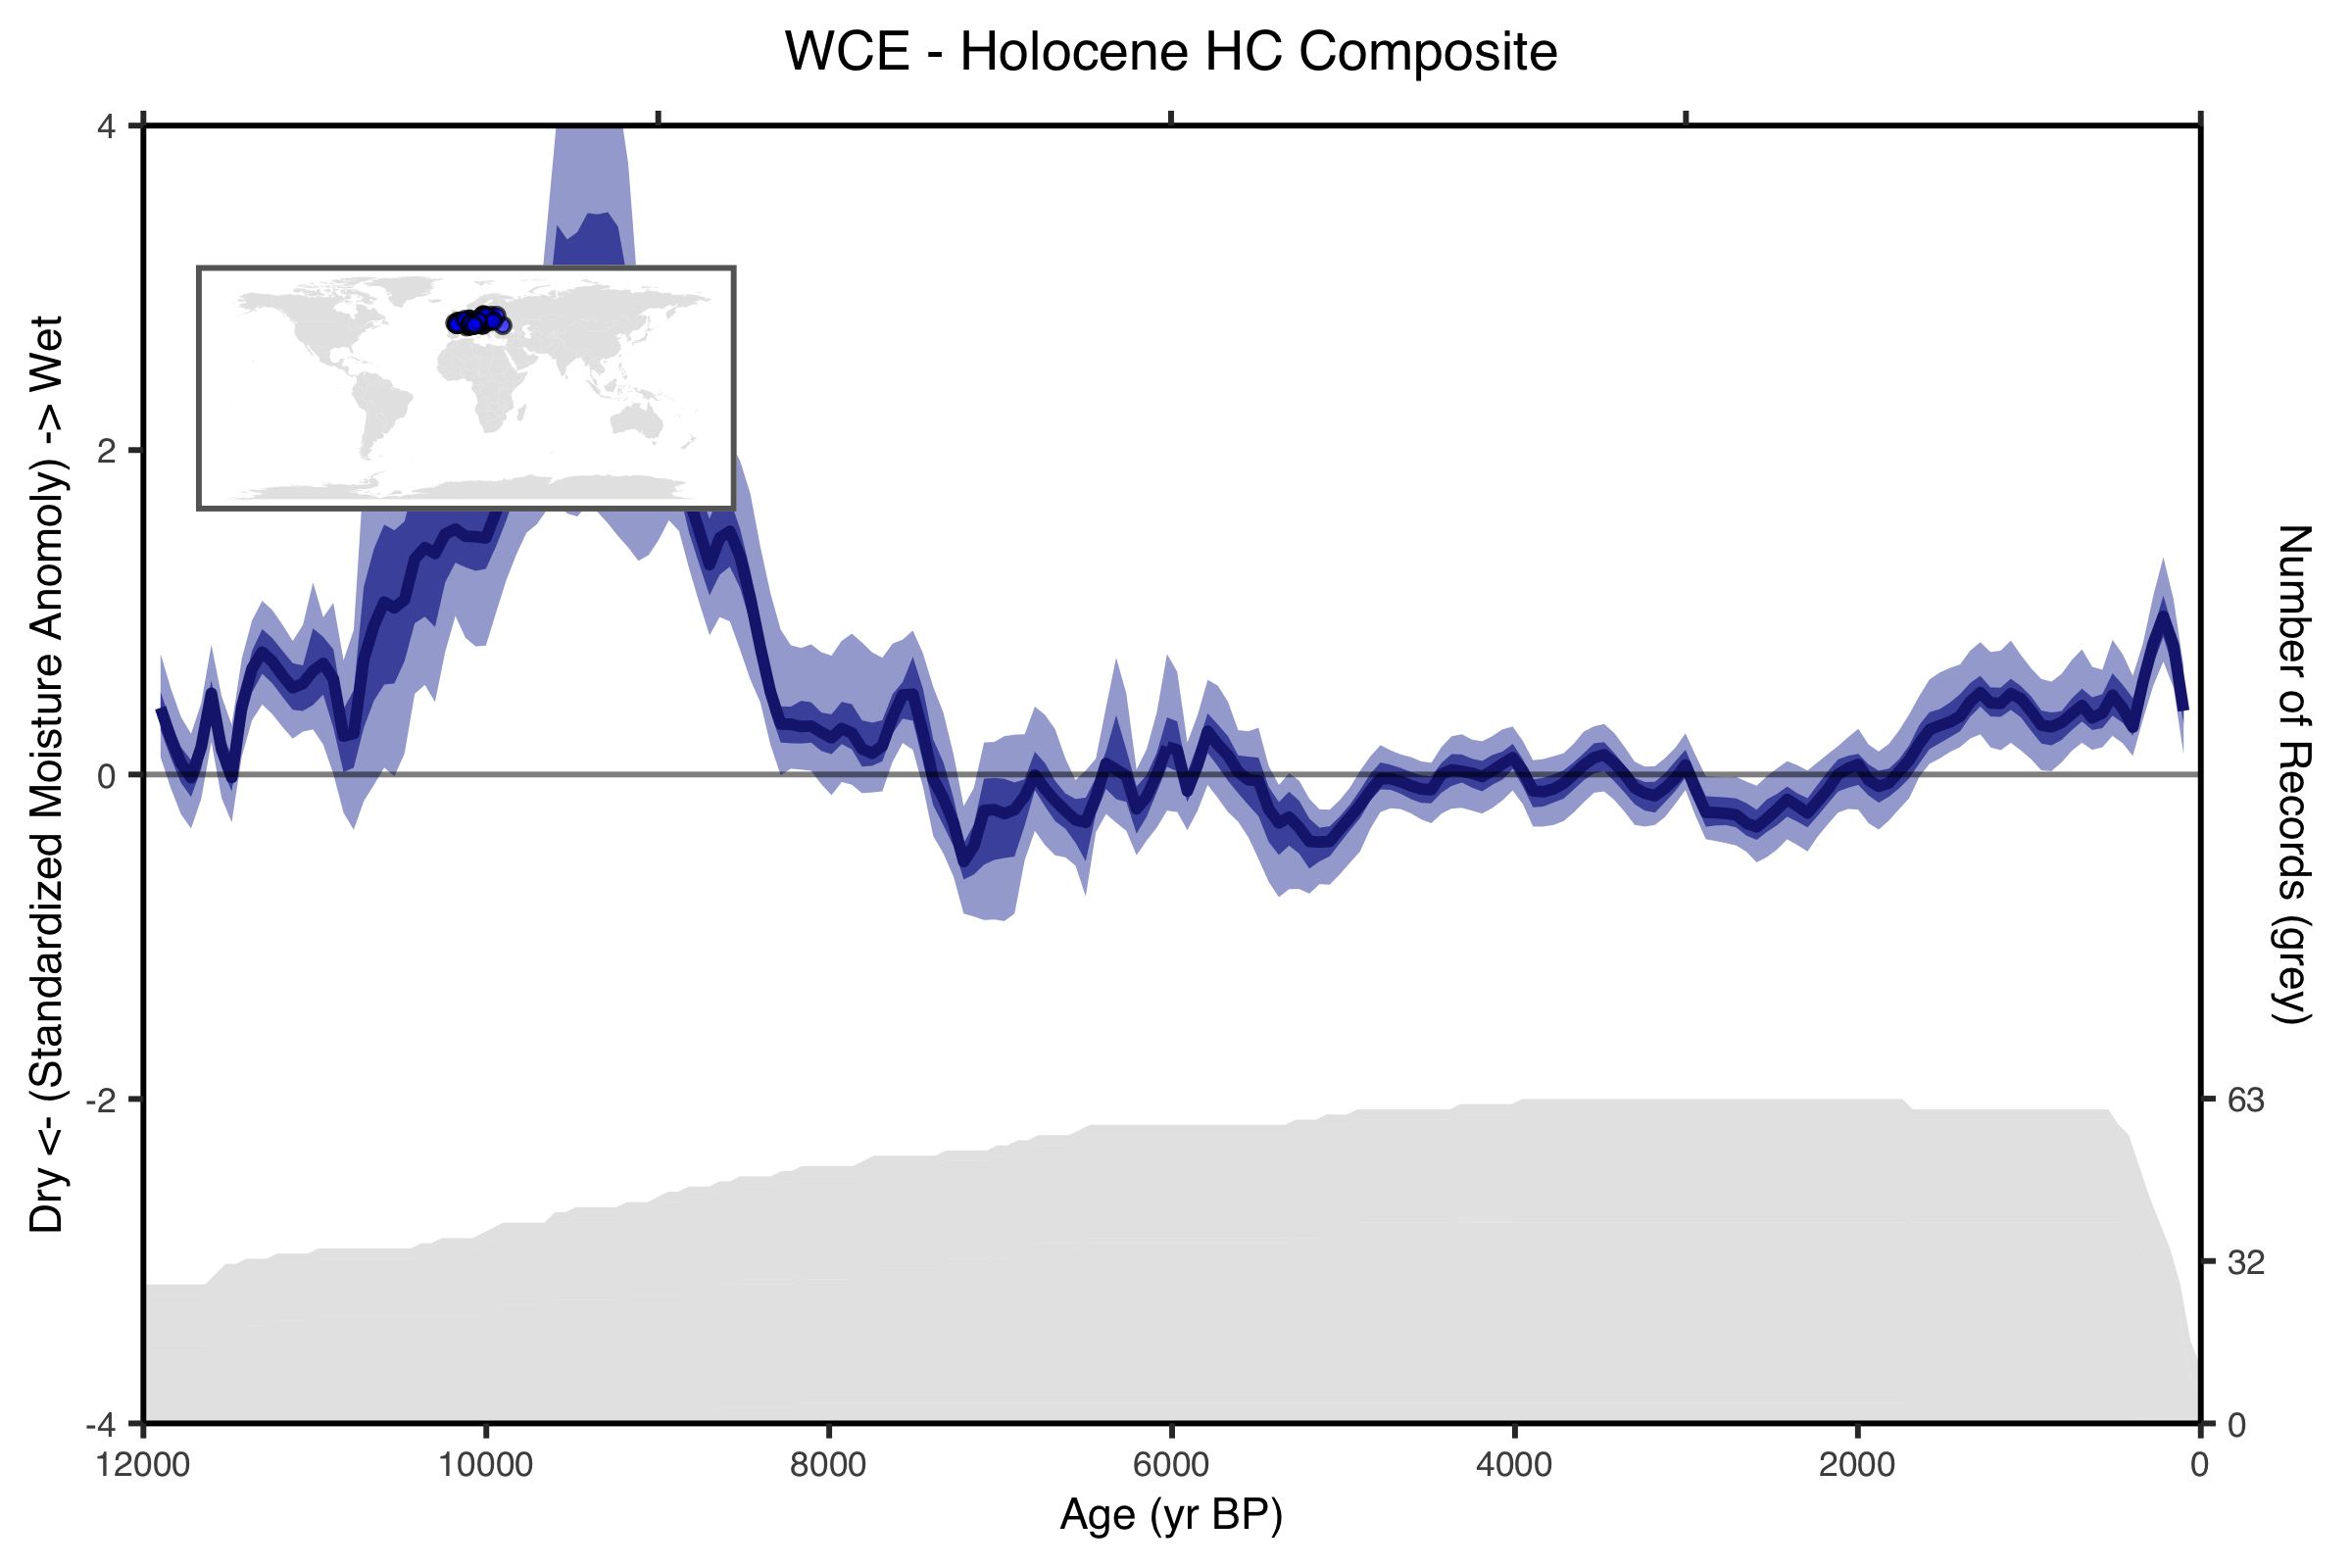 WCE - Holocene HC Composite
Dry <- (Standardized Moisture Anomoly) -> Wet
4
2
0
-2
-4
Number of Records (grey)
63
32
0
12000 10000 8000 6000 4000 2000 0
Age (yr BP)